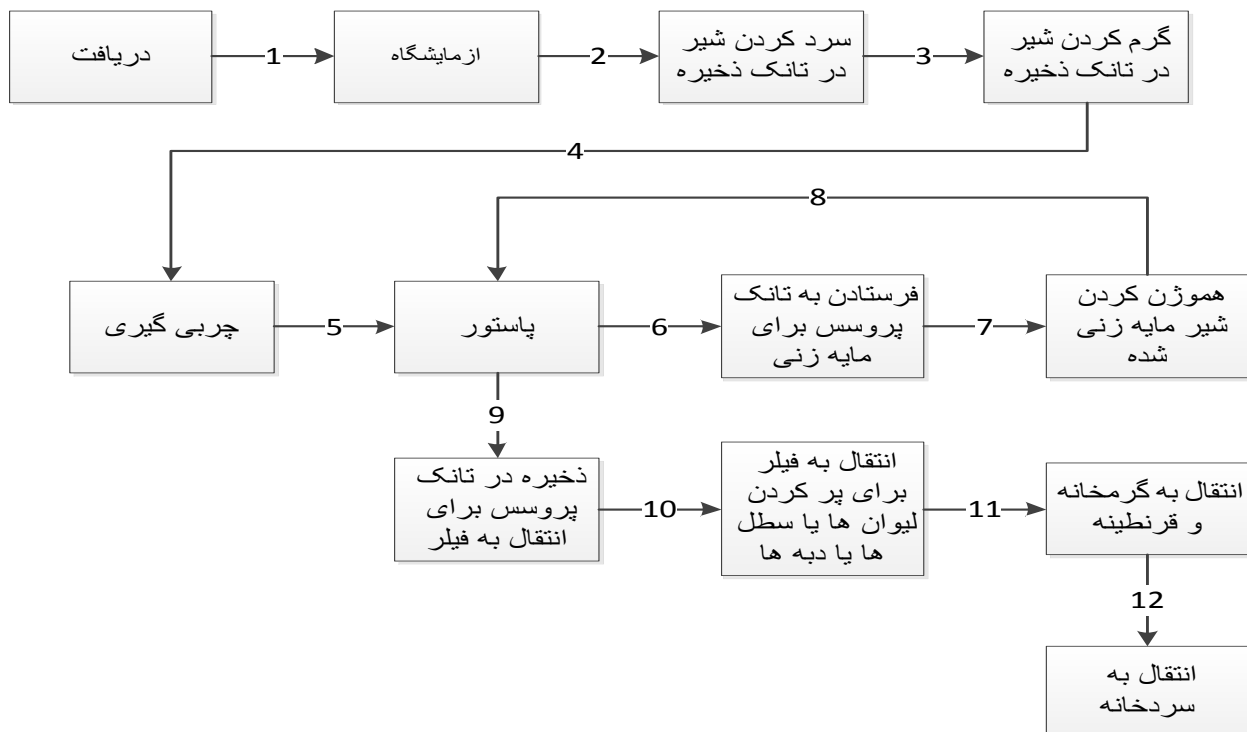 دریافت
1
ازمایشگاه
2
سرد کردن شیر
در تانک ذخیره
3
گرم کردن شیر
در تانک ذخیره
4
8
چربی گیری
5
پاستور
6
فرستادن به تانک
پروسس برای
مایه زنی
7
هموژن کردن
شیر مایه زنی
شده
9
ذخیره در تانک
پروسس برای
انتقال به فیلر
10
انتقال به فیلر
برای پر کردن
لیوان ها یا سطل
ها یا دبه ها
11
انتقال به گرمخانه
و قرنطینه
12
انتقال به
سردخانه